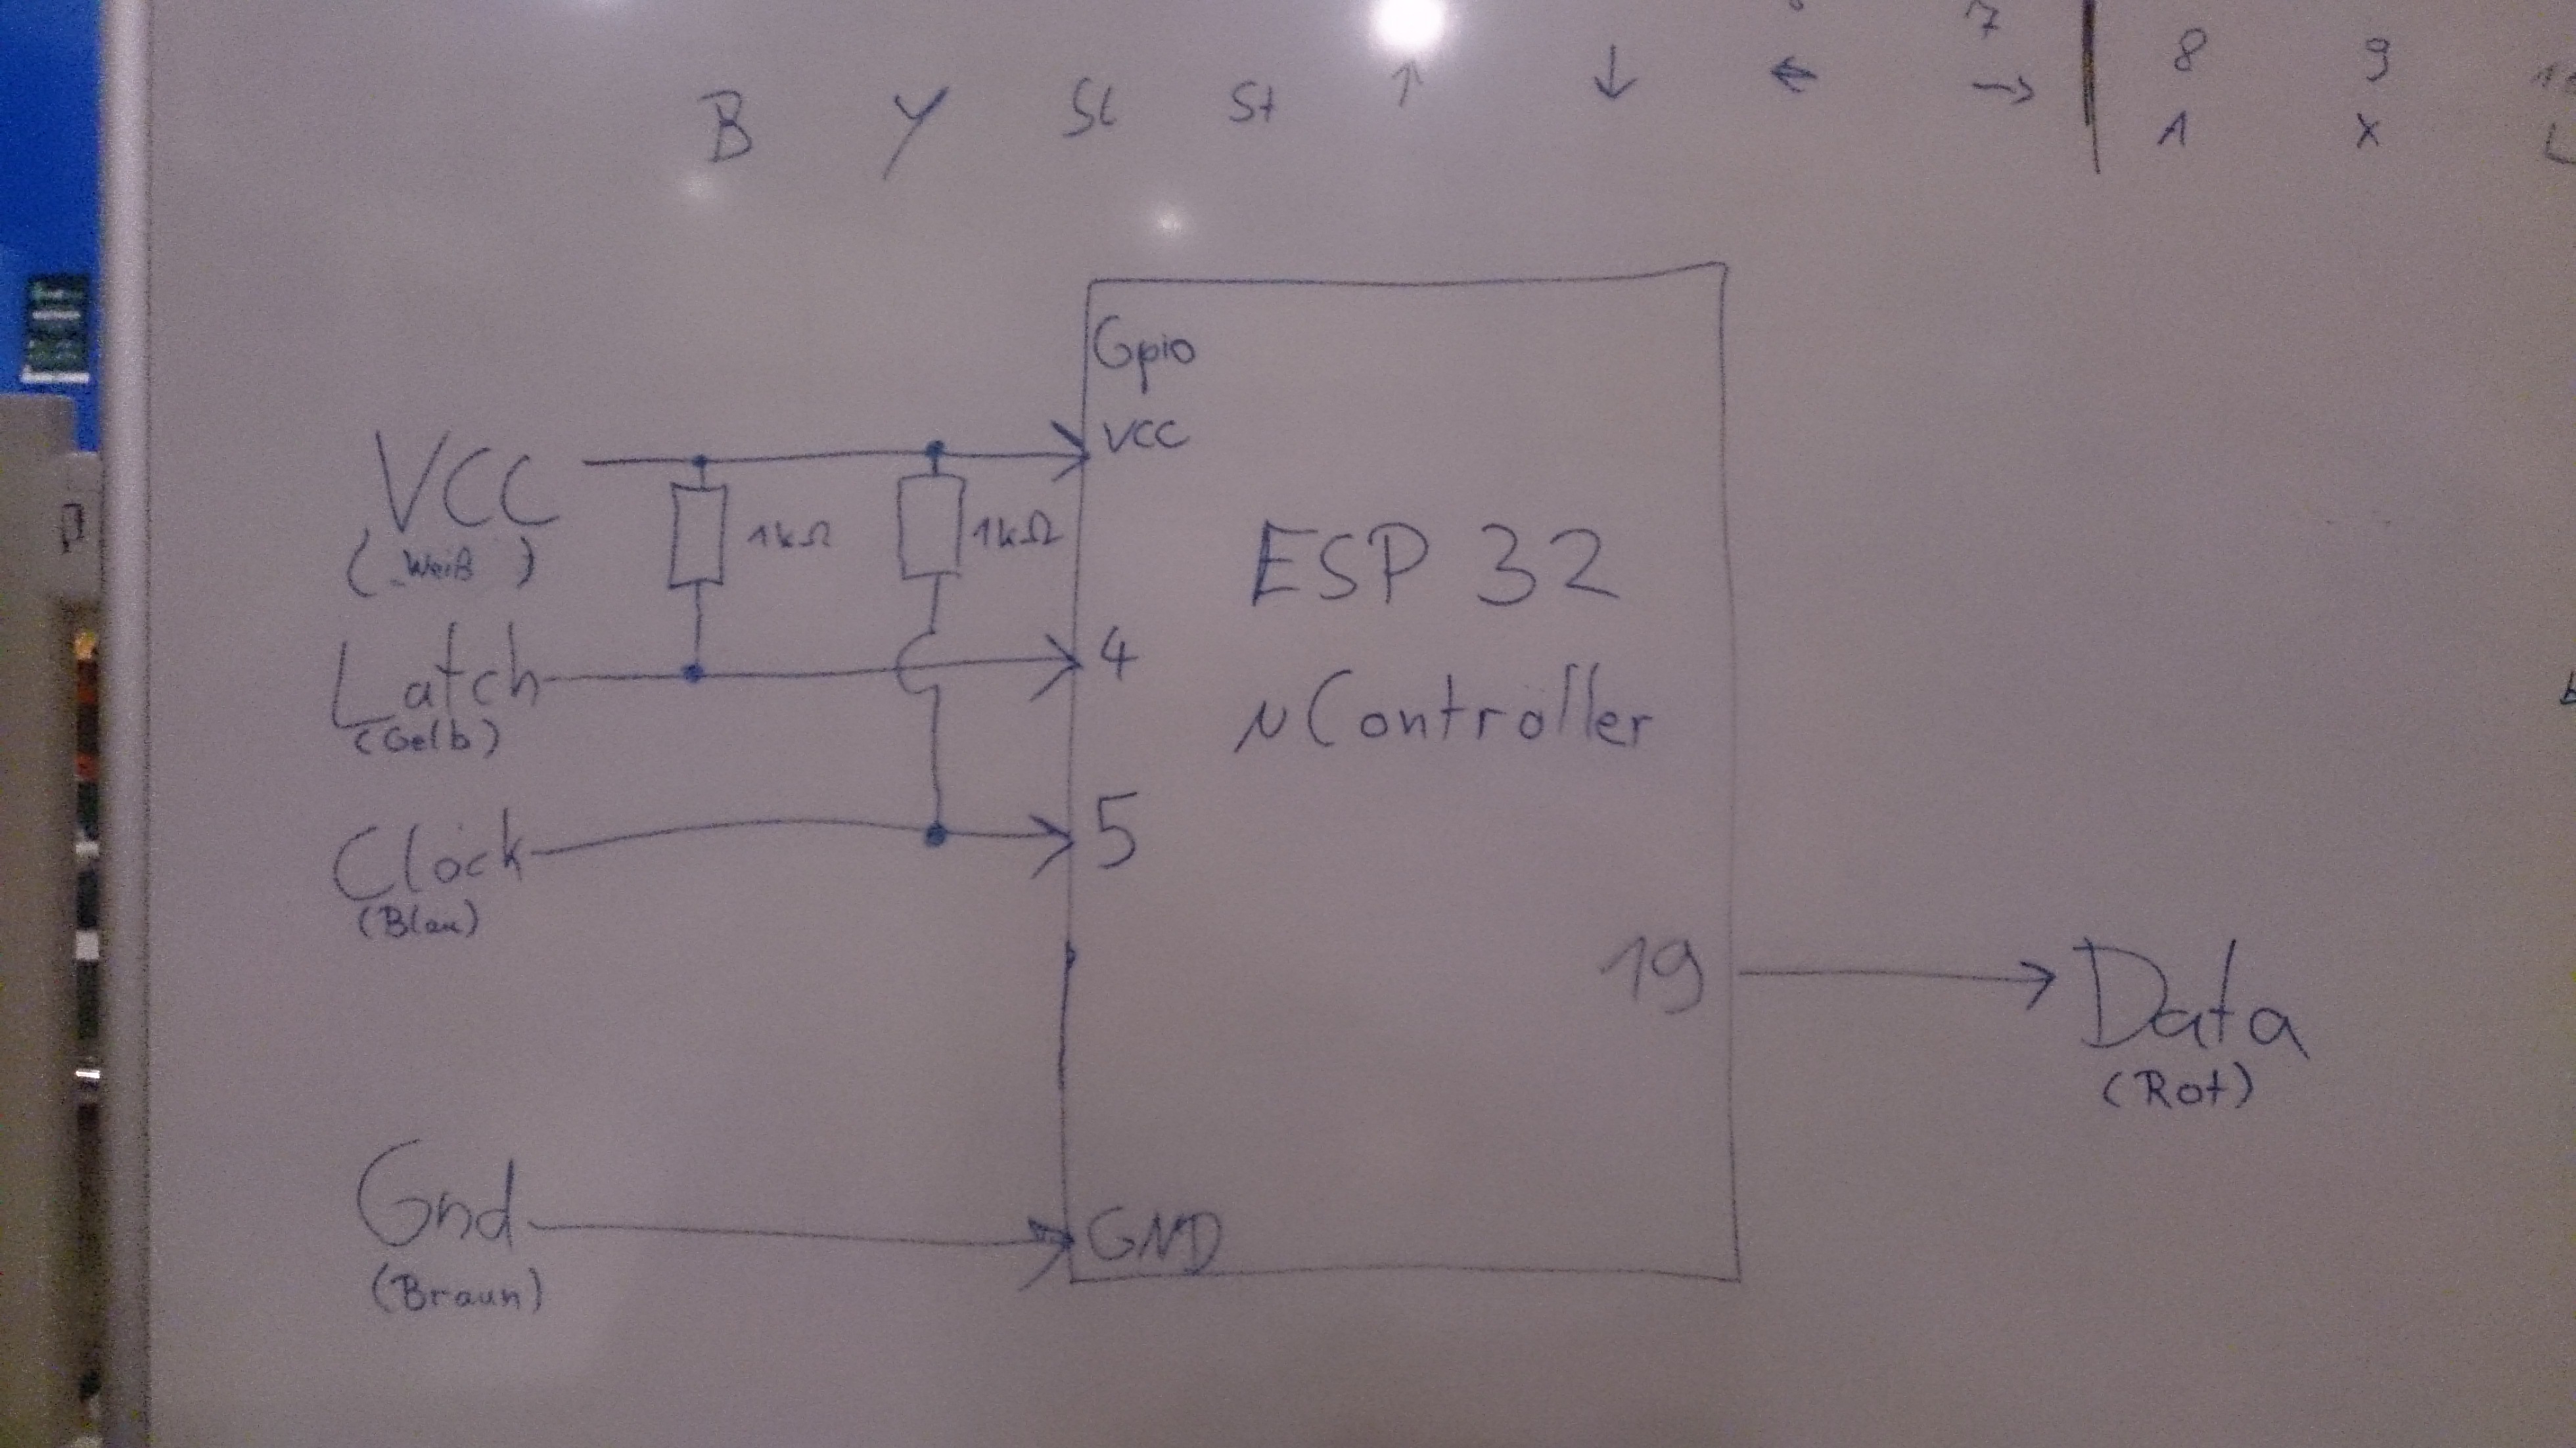 7 8 9
B Y Sl St ↑ ↓ ← → A X L
Gpio
VCC
VCC
(Weiß)
1kΩ 1kΩ
ESP 32
Latch
4
(Gelb)
µController
Clock
5
(Blau)
19
Data
(Rot)
Gnd
GND
(Braun)